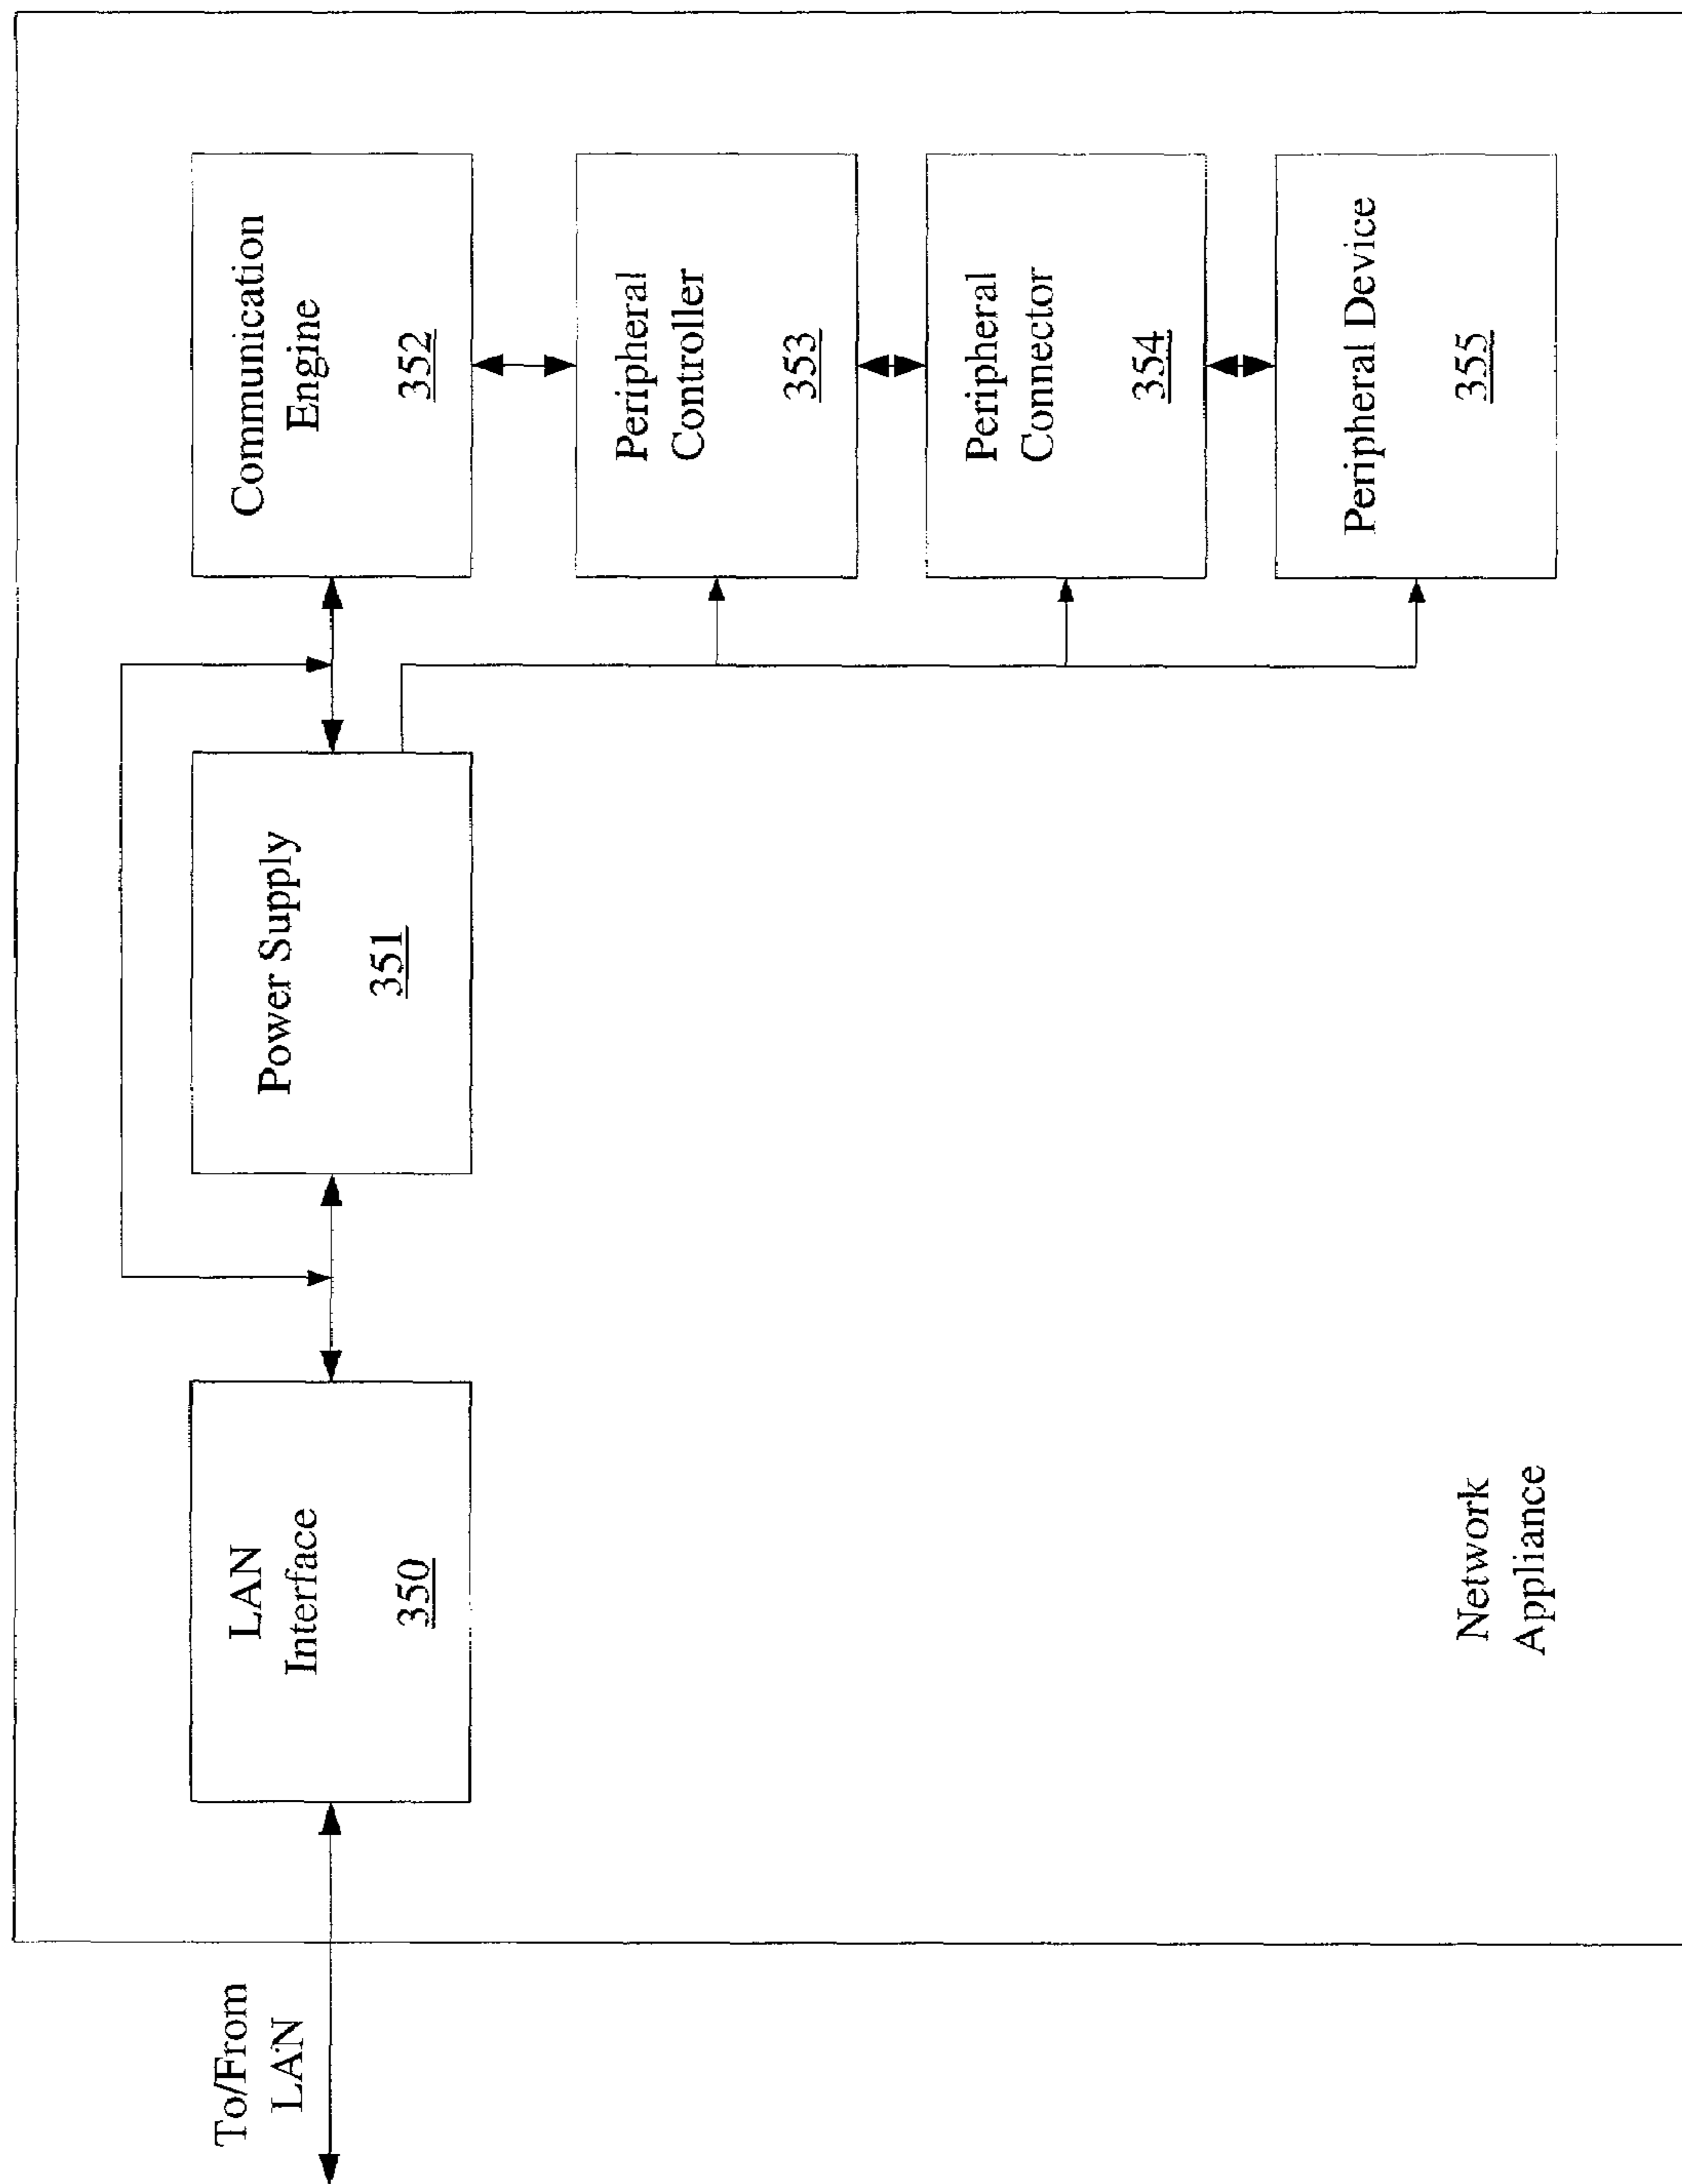 To/From
LAN
LAN
Interface
350
Power Supply
351
Communication
Engine
352
Peripheral
Controller
353
Peripheral
Connector
354
Peripheral Device
355
Network
Appliance